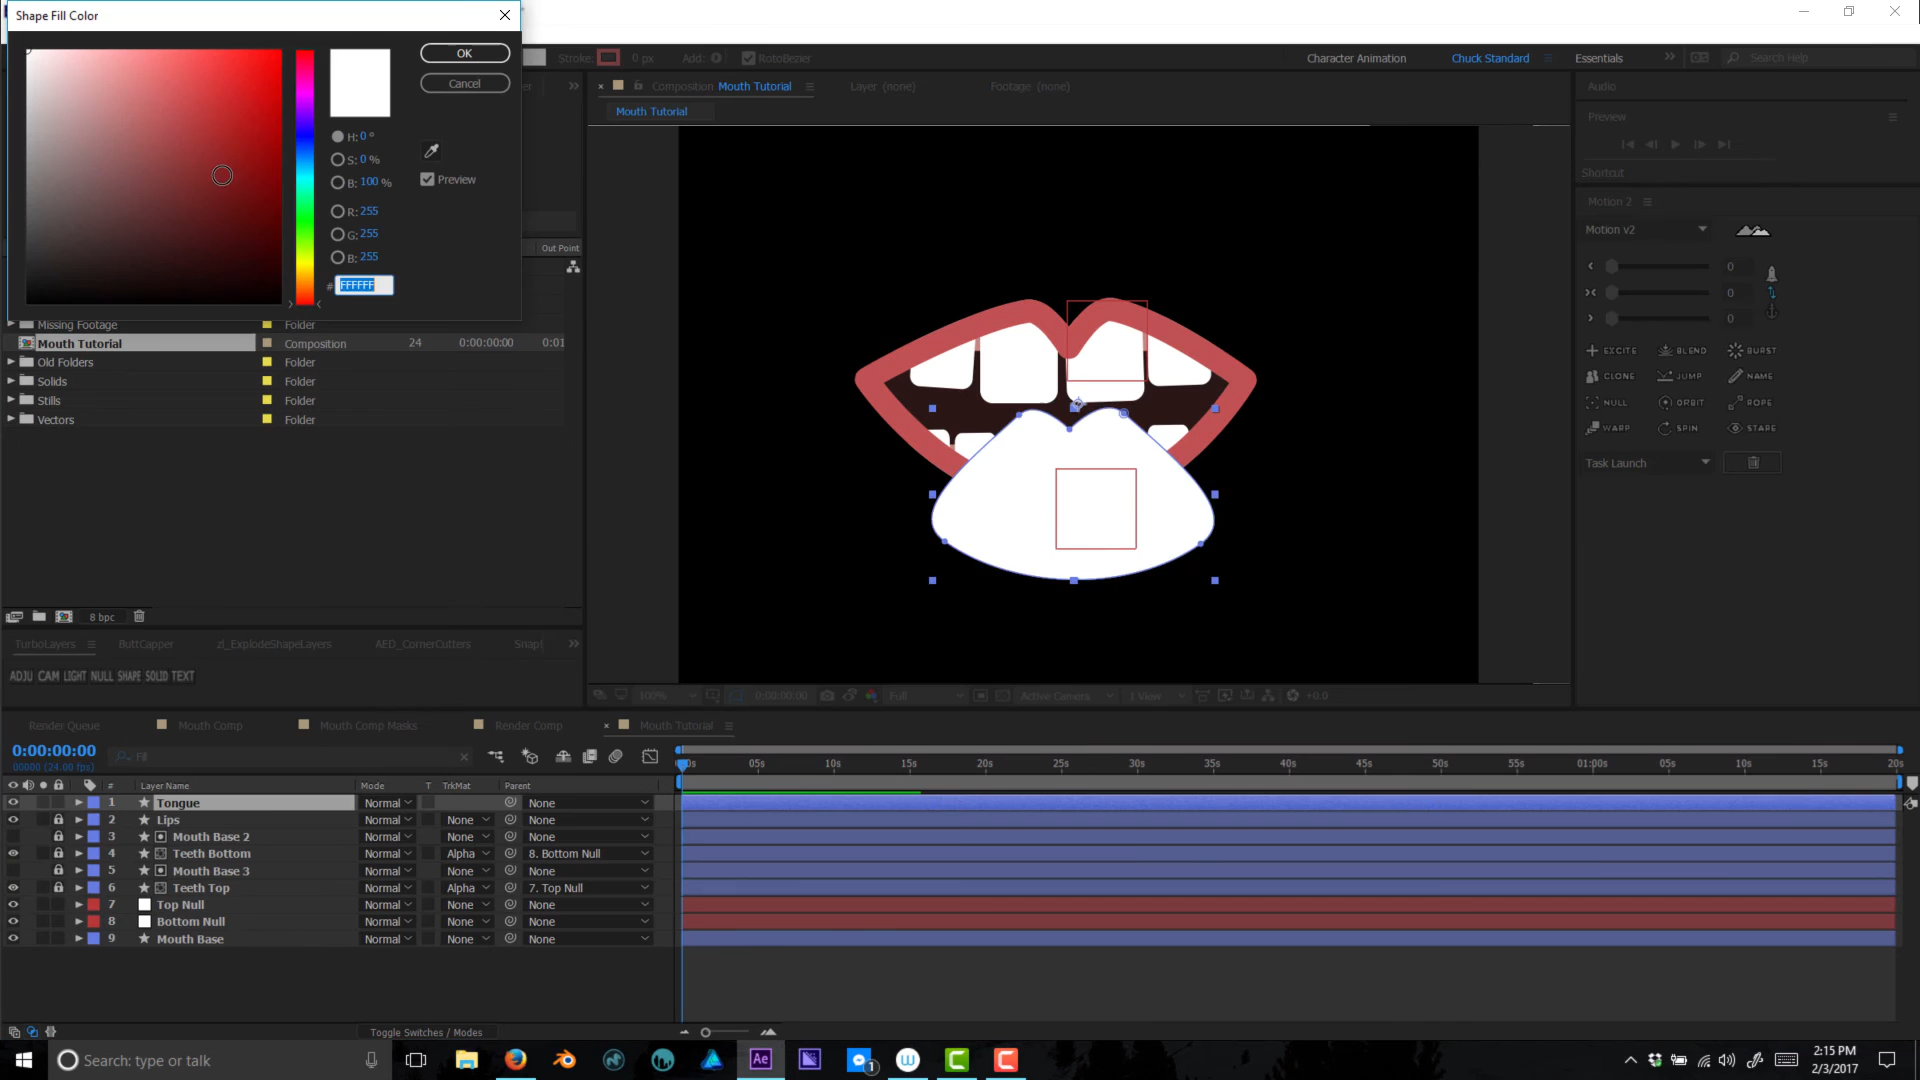 Shape Fill Color
OK
Cancel
H: 0 °
S: 0 %
B: 100 %
Preview
R: 255
G: 255
B: 255
# FFFFFF
Stroke: 0 px Add: RotoBezier
Character Animation Chuck Standard Essentials Search Help
Composition Mouth Tutorial Layer (none) Footage (none)
Mouth Tutorial
Audio
Preview
Shortcut
Motion 2
Motion v2
0
0
0
EXCITE BLEND BURST
CLONE JUMP NAME
NULL ORBIT ROPE
WARP SPIN STARE
Task Launch
Out Point
Missing Footage Folder
Mouth Tutorial Composition 24 0:00:00:00 0:01
Old Folders Folder
Solids Folder
Stills Folder
Vectors Folder
8 bpc
TurboLayers ButtCapper zl_ExplodeShapeLayers AED_CornerCutters Snap!
ADJU CAM LIGHT NULL SHAPE SOLID TEXT
100% 0:00:00:00 Full Active Camera 1 View +0.0
Render Queue Mouth Comp Mouth Comp Masks Render Comp Mouth Tutorial
0:00:00:00
00000 (24.00 fps)
Fill
05s 10s 15s 20s 25s 30s 35s 40s 45s 50s 55s 01:00s 05s 10s 15s 20s
# Layer Name Mode T TrkMat Parent
1 Tongue Normal None
2 Lips Normal None None
3 Mouth Base 2 Normal None None
4 Teeth Bottom Normal Alpha 8. Bottom Null
5 Mouth Base 3 Normal None None
6 Teeth Top Normal Alpha 7. Top Null
7 Top Null Normal None None
8 Bottom Null Normal None None
9 Mouth Base Normal None None
Toggle Switches / Modes
Search: type or talk
Ae
1
2:15 PM
2/3/2017